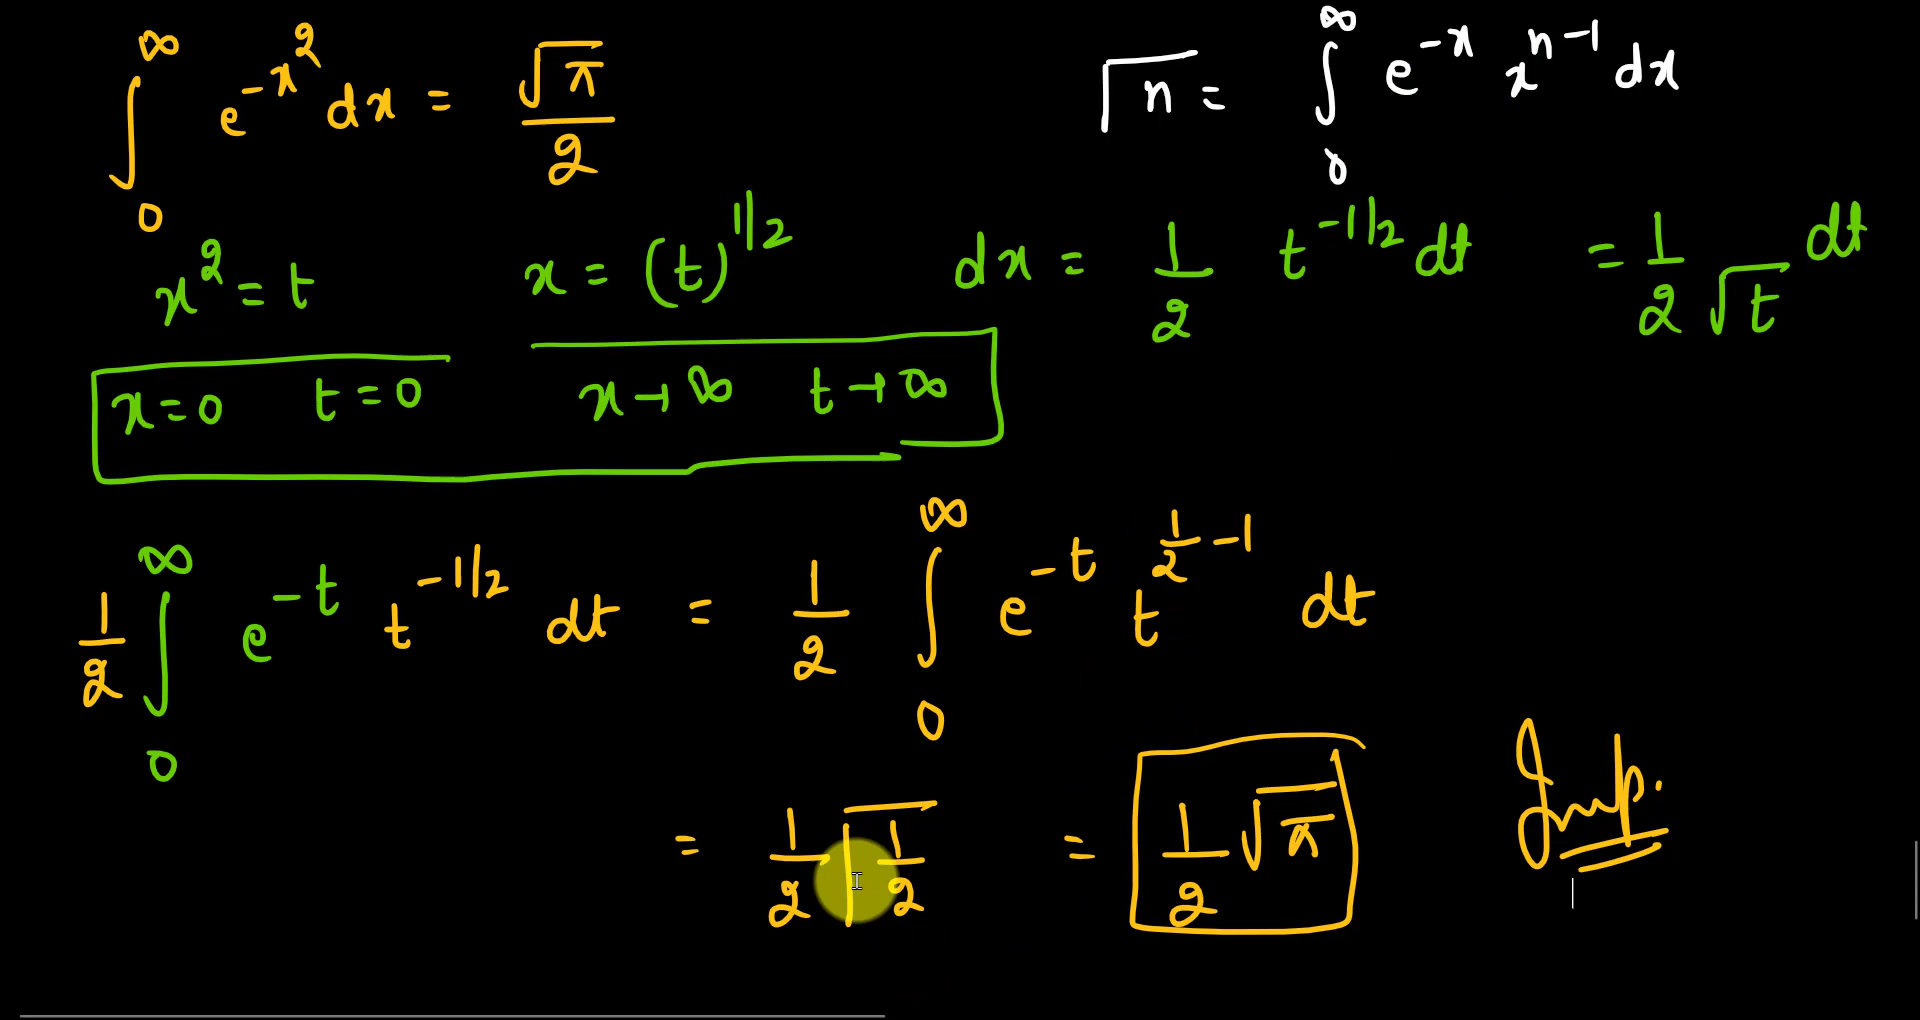 ∫₀^∞ e^{-x²} dx = √π/2
Γn = ∫₀^∞ e^{-x} x^{n-1} dx
x² = t x = (t)^{1/2} dx = 1/2 t^{-1/2} dt = 1/(2√t) dt
x=0 t=0 x→∞ t→∞
1/2 ∫₀^∞ e^{-t} t^{-1/2} dt = 1/2 ∫₀^∞ e^{-t} t^{1/2 -1} dt
= 1/2 Γ1/2 = 1/2 √π Imp.